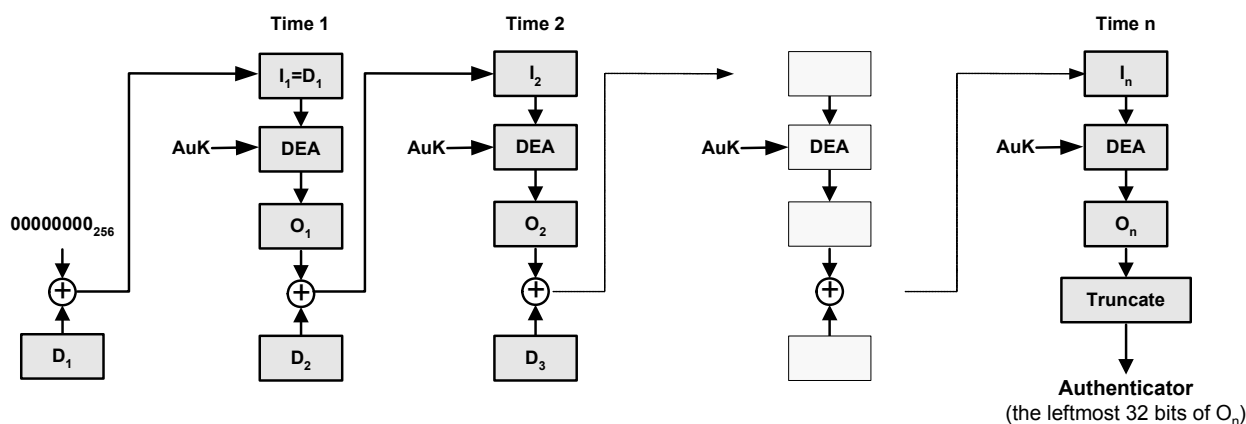 Time 1 Time 2 Time n
I₁=D₁ I₂ Iₙ
AuK DEA AuK DEA AuK DEA AuK DEA
00000000₂₅₆ O₁ O₂ Oₙ
Truncate
D₁ D₂ D₃
Authenticator
(the leftmost 32 bits of Oₙ)